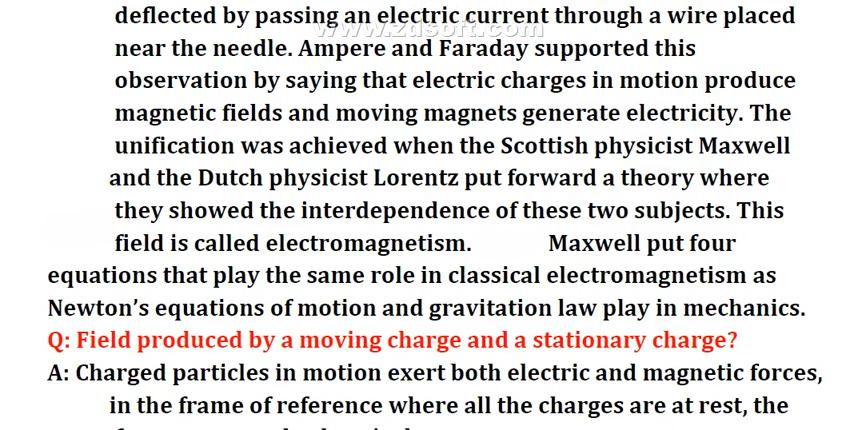 deflected by passing an electric current through a wire placed
www.zdsoft.com
near the needle. Ampere and Faraday supported this
observation by saying that electric charges in motion produce
magnetic fields and moving magnets generate electricity. The
unification was achieved when the Scottish physicist Maxwell
and the Dutch physicist Lorentz put forward a theory where
they showed the interdependence of these two subjects. This
field is called electromagnetism. Maxwell put four
equations that play the same role in classical electromagnetism as
Newton’s equations of motion and gravitation law play in mechanics.
Q: Field produced by a moving charge and a stationary charge?
A: Charged particles in motion exert both electric and magnetic forces,
in the frame of reference where all the charges are at rest, the